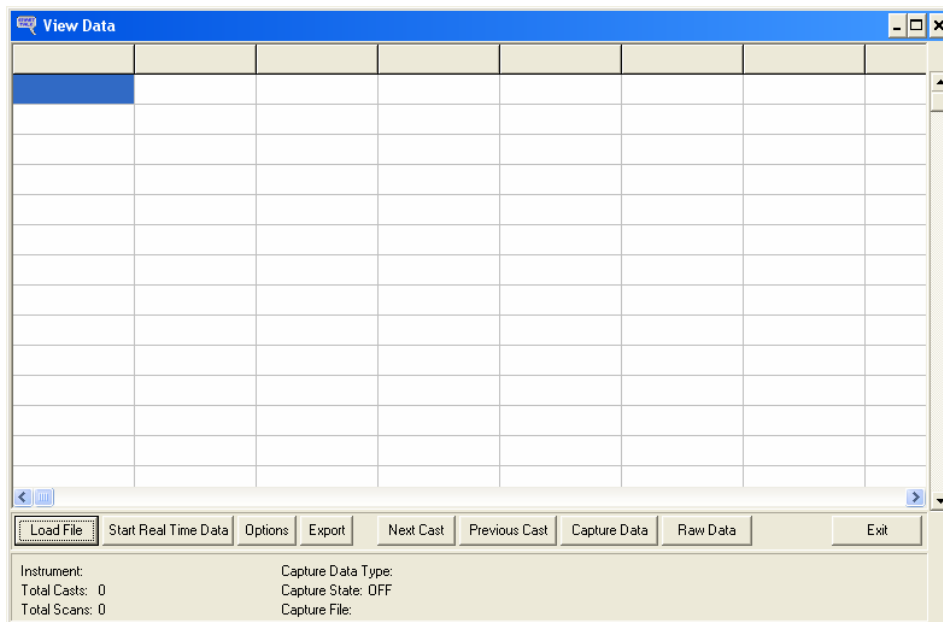 View Data
Load File Start Real Time Data Options Export Next Cast Previous Cast Capture Data Raw Data Exit
Instrument: Capture Data Type:
Total Casts: 0 Capture State: OFF
Total Scans: 0 Capture File: